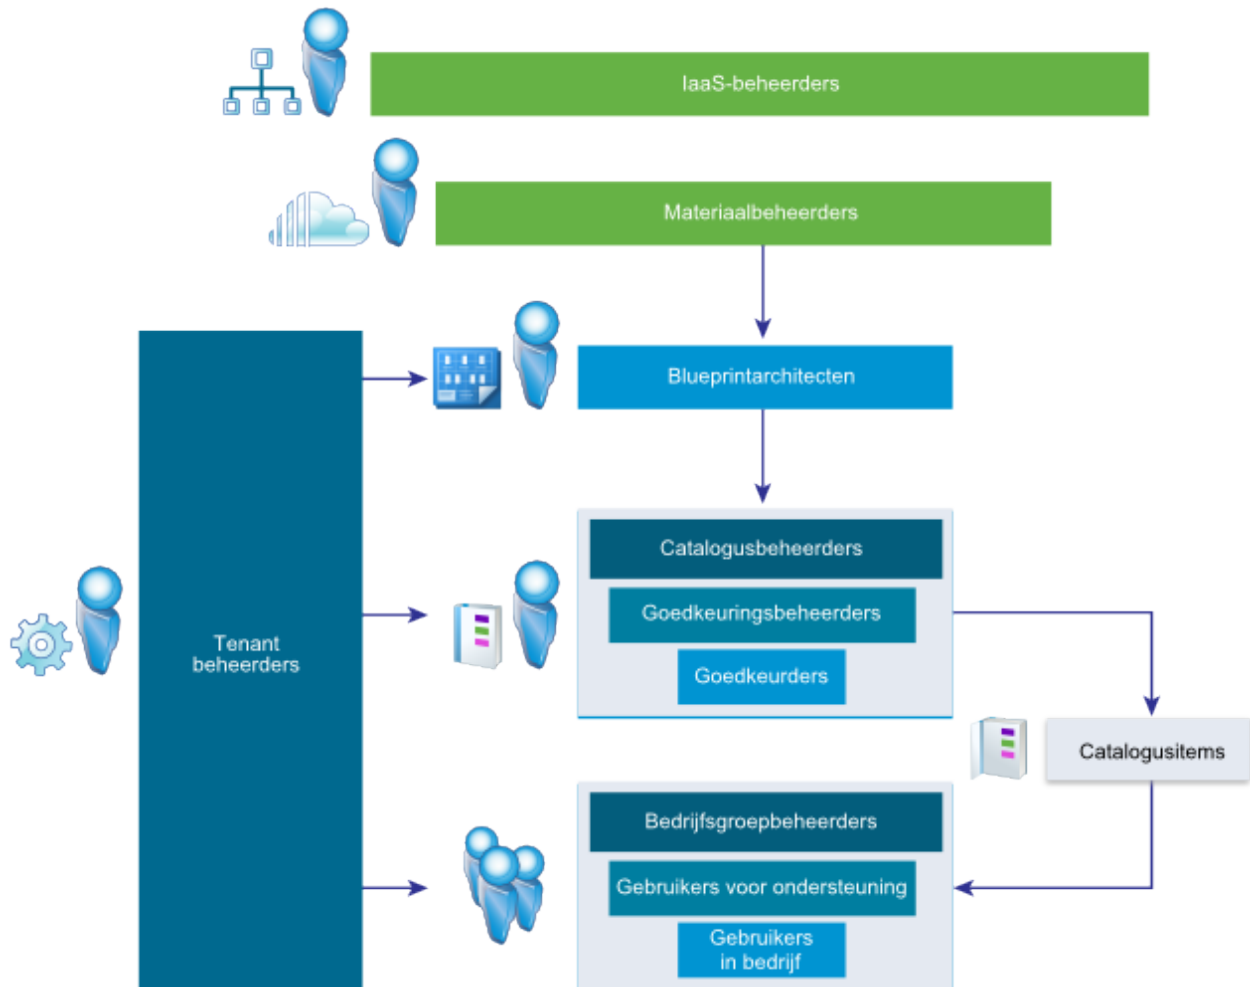 IaaS-beheerders
Materiaalbeheerders
Blueprintarchitecten
Catalogusbeheerders
Goedkeuringsbeheerders
Goedkeurders
Tenant
beheerders
Catalogusitems
Bedrijfsgroepbeheerders
Gebruikers voor ondersteuning
Gebruikers
in bedrijf